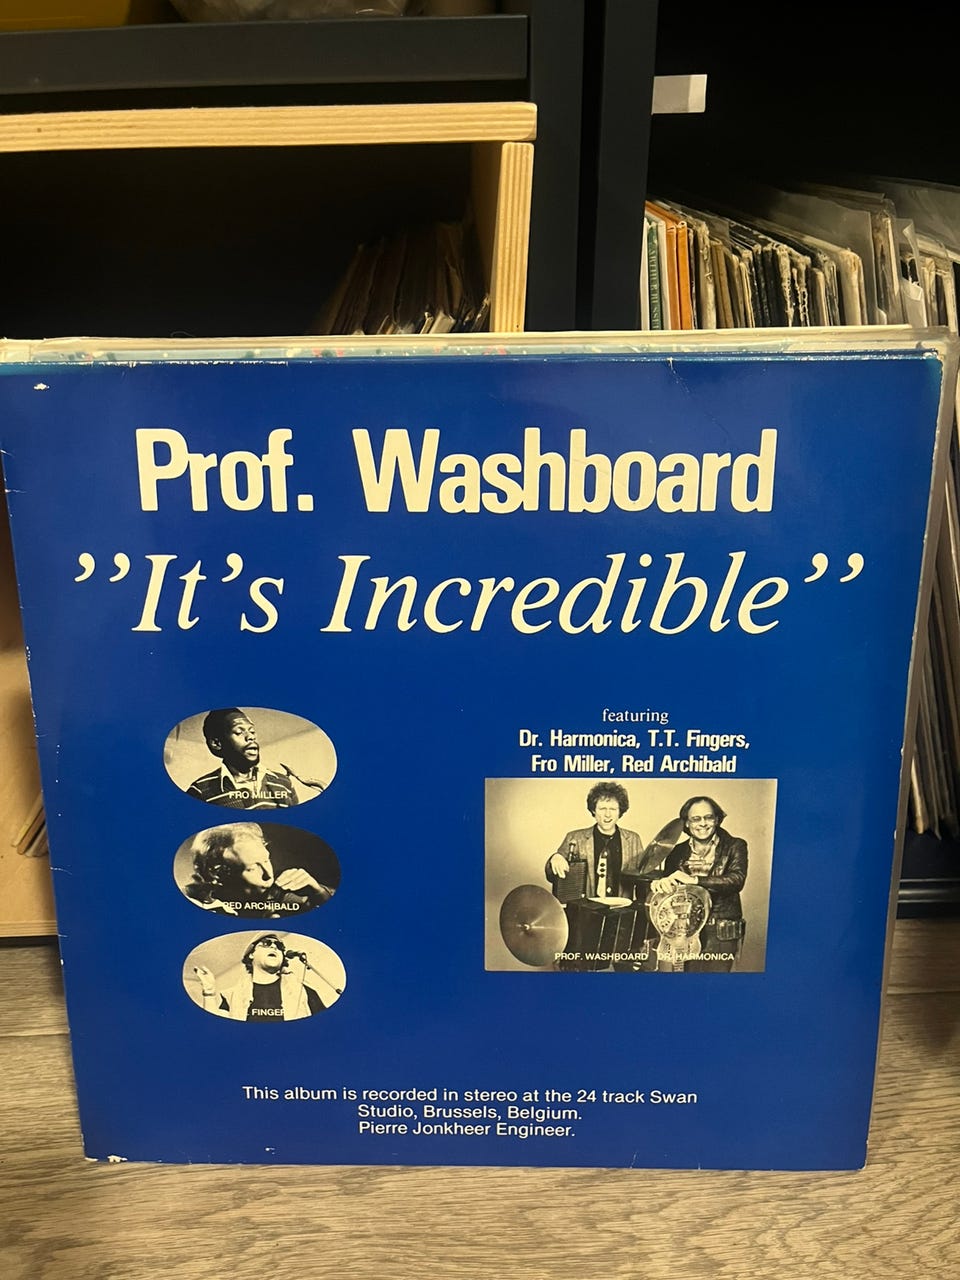 Prof. Washboard
’’It’s Incredible’’
featuring
Dr. Harmonica, T.T. Fingers,
Fro Miller, Red Archibald
FRO MILLER
RED ARCHIBALD
FINGER
PROF. WASHBOARD DR. HARMONICA
This album is recorded in stereo at the 24 track Swan
Studio, Brussels, Belgium.
Pierre Jonkheer Engineer.